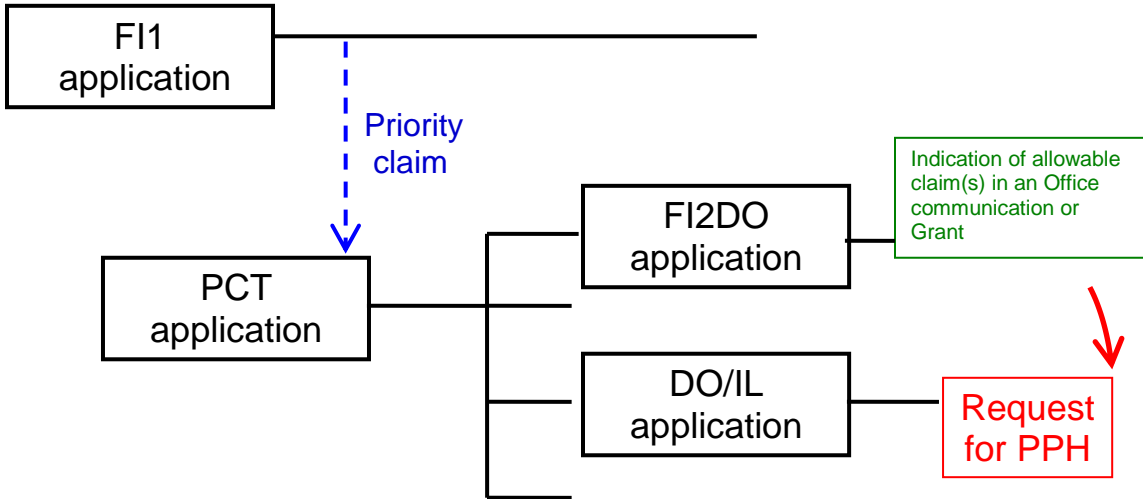 FI1
application
Priority
claim
Indication of allowable
claim(s) in an Office
communication or
Grant
FI2DO
application
PCT
application
DO/IL
application
Request
for PPH